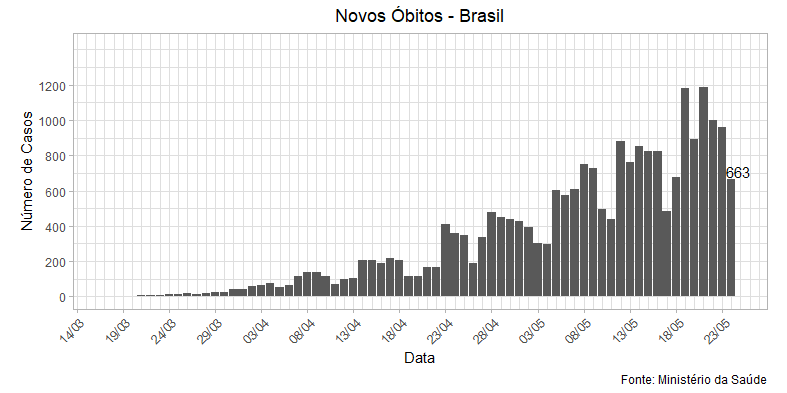 Novos Óbitos - Brasil
Número de Casos
1200
1000
800
600
400
200
0
663
14/03 19/03 24/03 29/03 03/04 08/04 13/04 18/04 23/04 28/04 03/05 08/05 13/05 18/05 23/05
Data
Fonte: Ministério da Saúde